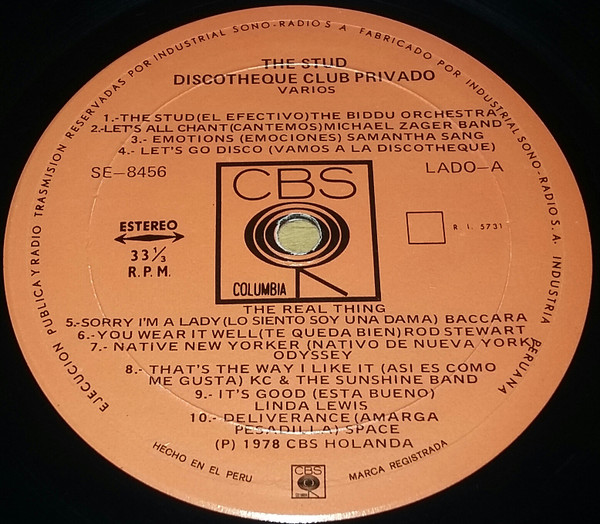 EJECUCION PUBLICA Y RADIO TRASMISION RESERVADAS POR INDUSTRIAL SONO-RADIO S A FABRICADO POR INDUSTRIAL SONO-RADIO S. A. INDUSTRIA PERUANA
THE STUD
DISCOTHEQUE CLUB PRIVADO
VARIOS
1.-THE STUD(EL EFECTIVO)THE BIDDU ORCHESTRA
2.-LET'S ALL CHANT(CANTEMOS)MICHAEL ZAGER BAND
3.- EMOTIONS (EMOCIONES) SAMANTHA SANG
4.- LET'S GO DISCO (VAMOS A LA DISCOTHEQUE)
SE-8456
LADO-A
CBS
ESTEREO
33 1/3
R.P.M.
R. I. 5731
COLUMBIA
THE REAL THING
5.-SORRY I'M A LADY(LO SIETO SOY UNA DAMA) BACCARA
6.-YOU WEAR IT WELL(TE QUEDA BIEN)ROD STEWART
7.- NATIVE NEW YORKER (NATIVO DE NUEVA YORK)
ODYSSEY
8.- THAT'S THE WAY I LIKE IT (ASI ES COMO
ME GUSTA) KC & THE SUNSHINE BAND
9.- IT'S GOOD (ESTA BUENO)
LINDA LEWIS
10.- DELIVERANCE (AMARGA
PESADILLA) SPACE
(P) 1978 CBS HOLANDA
HECHO EN EL PERU
CBS
MARCA REGISTRADA